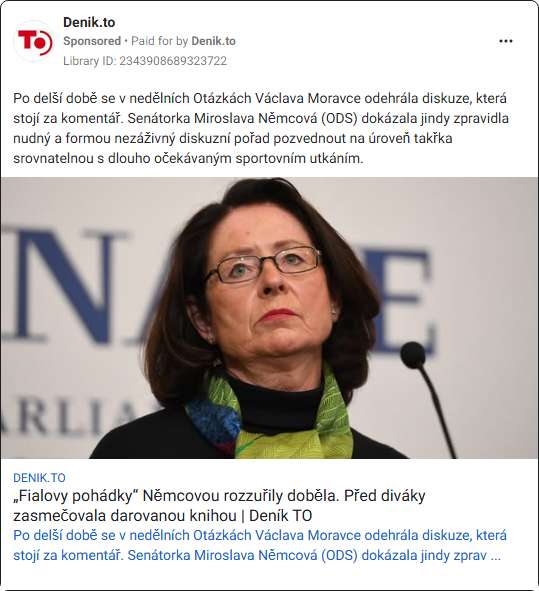 Denik.to
Sponsored • Paid for by Denik.to
Library ID: 2343908689323722
TO
Po delší době se v nedělních Otázkách Václava Moravce odehrála diskuze, která
stojí za komentář. Senátorka Miroslava Němcová (ODS) dokázala jindy zpravidla
nudný a formou nezáživný diskuzní pořad pozvednout na úroveň takřka
srovnatelnou s dlouho očekávaným sportovním utkáním.
NA E
ARLIA
DENIK.TO
„Fialovy pohádky“ Němcovou rozzuřily doběla. Před diváky
zasmečovala darovanou knihou | Deník TO
Po delší době se v nedělních Otázkách Václava Moravce odehrála diskuze, která
stojí za komentář. Senátorka Miroslava Němcová (ODS) dokázala jindy zprav ...